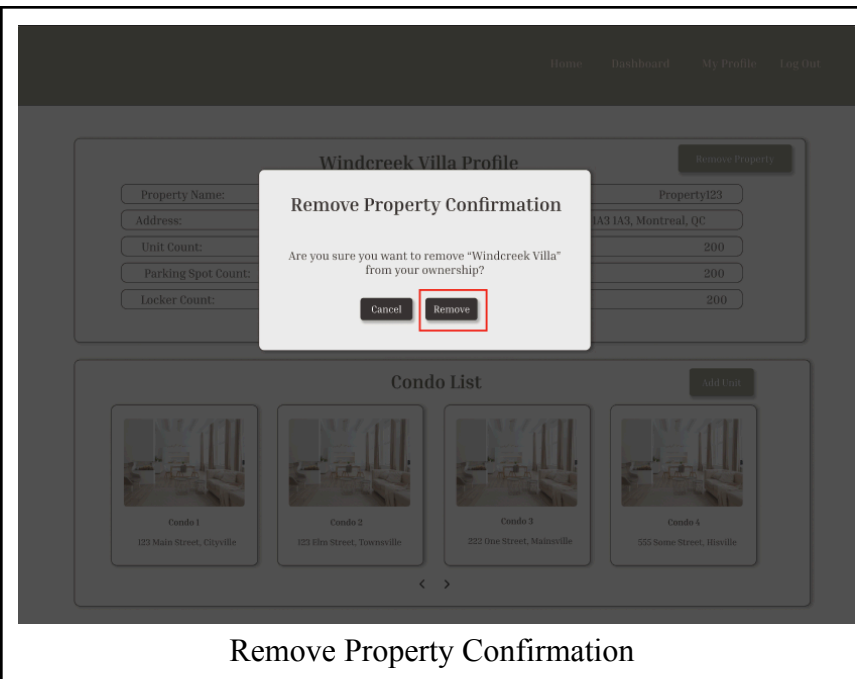 Home Dashboard My Profile Log Out
Windcreek Villa Profile
Remove Property
Property Name: Property123
Address: 1A3 1A3, Montreal, QC
Unit Count: 200
Parking Spot Count: 200
Locker Count: 200
Remove Property Confirmation
Are you sure you want to remove “Windcreek Villa”
from your ownership?
Cancel Remove
Condo List
Add Unit
Condo 1 Condo 2 Condo 3 Condo 4
123 Main Street, Cityville 123 Elm Street, Townsville 222 One Street, Mainsville 555 Some Street, Hisville
Remove Property Confirmation